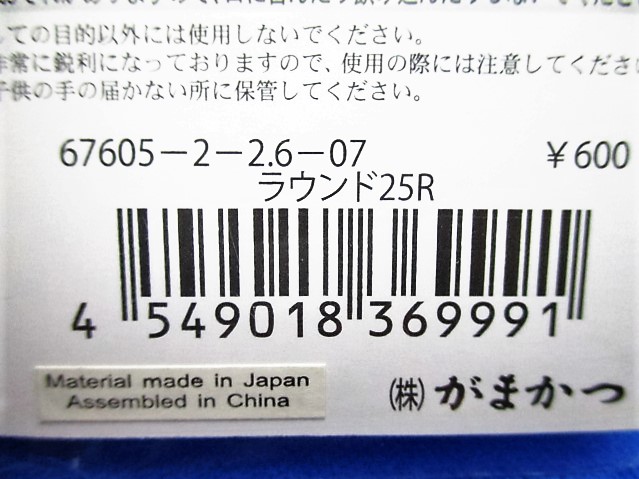 しての目的以外には使用しないでください。
非常に鋭利になっておりますので、使用の際には注意してくださ
子供の手の届かない所に保管してください。
67605－2－2.6－07 ￥600
ラウンド25R
4 549018 369991
Material made in Japan
Assembled in China
㈱がまかつ